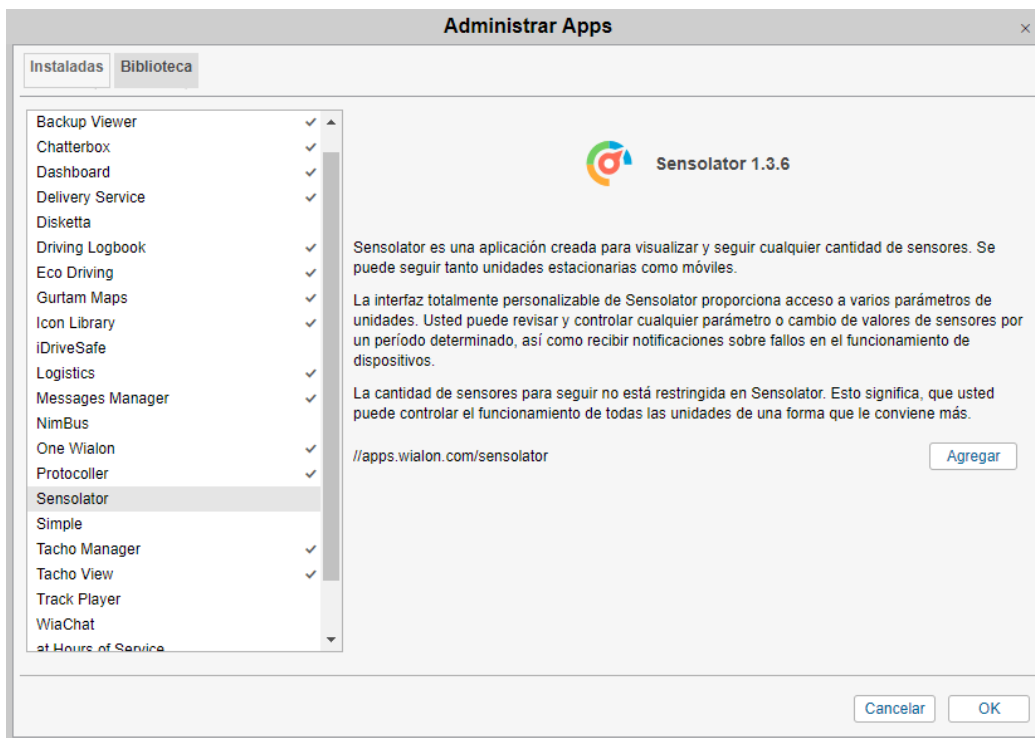 Administrar Apps
×
Instaladas
Biblioteca
Backup Viewer
Chatterbox
Dashboard
Delivery Service
Disketta
Driving Logbook
Eco Driving
Gurtam Maps
Icon Library
iDriveSafe
Logistics
Messages Manager
NimBus
One Wialon
Protocoller
Sensolator
Simple
Tacho Manager
Tacho View
Track Player
WiaChat
at Hours of Service
Sensolator 1.3.6
Sensolator es una aplicación creada para visualizar y seguir cualquier cantidad de sensores. Se
puede seguir tanto unidades estacionarias como móviles.
La interfaz totalmente personalizable de Sensolator proporciona acceso a varios parámetros de
unidades. Usted puede revisar y controlar cualquier parámetro o cambio de valores de sensores por
un período determinado, así como recibir notificaciones sobre fallos en el funcionamiento de
dispositivos.
La cantidad de sensores para seguir no está restringida en Sensolator. Esto significa, que usted
puede controlar el funcionamiento de todas las unidades de una forma que le conviene más.
//apps.wialon.com/sensolator
Agregar
Cancelar
OK